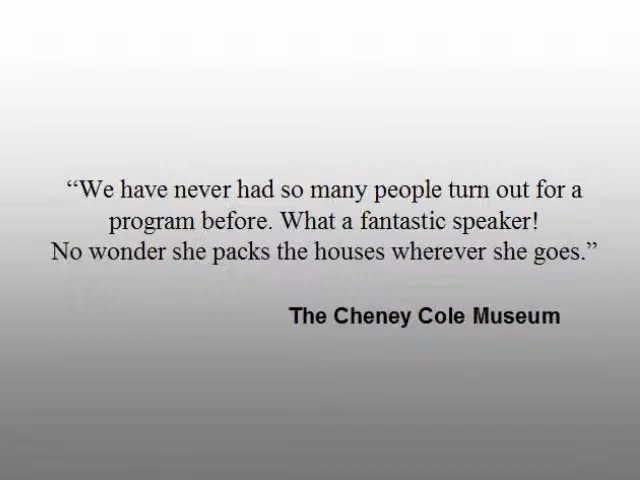 “We have never had so many people turn out for a
program before. What a fantastic speaker!
No wonder she packs the houses wherever she goes.”
The Cheney Cole Museum